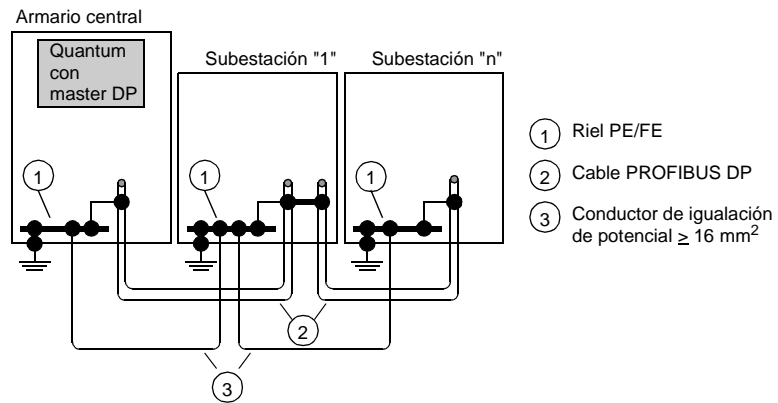 Armario central
Quantum
con
master DP
Subestación "1"
Subestación "n"
1
1
1
1 Riel PE/FE
2 Cable PROFIBUS DP
3 Conductor de igualación
de potencial ≥ 16 mm²
2
3